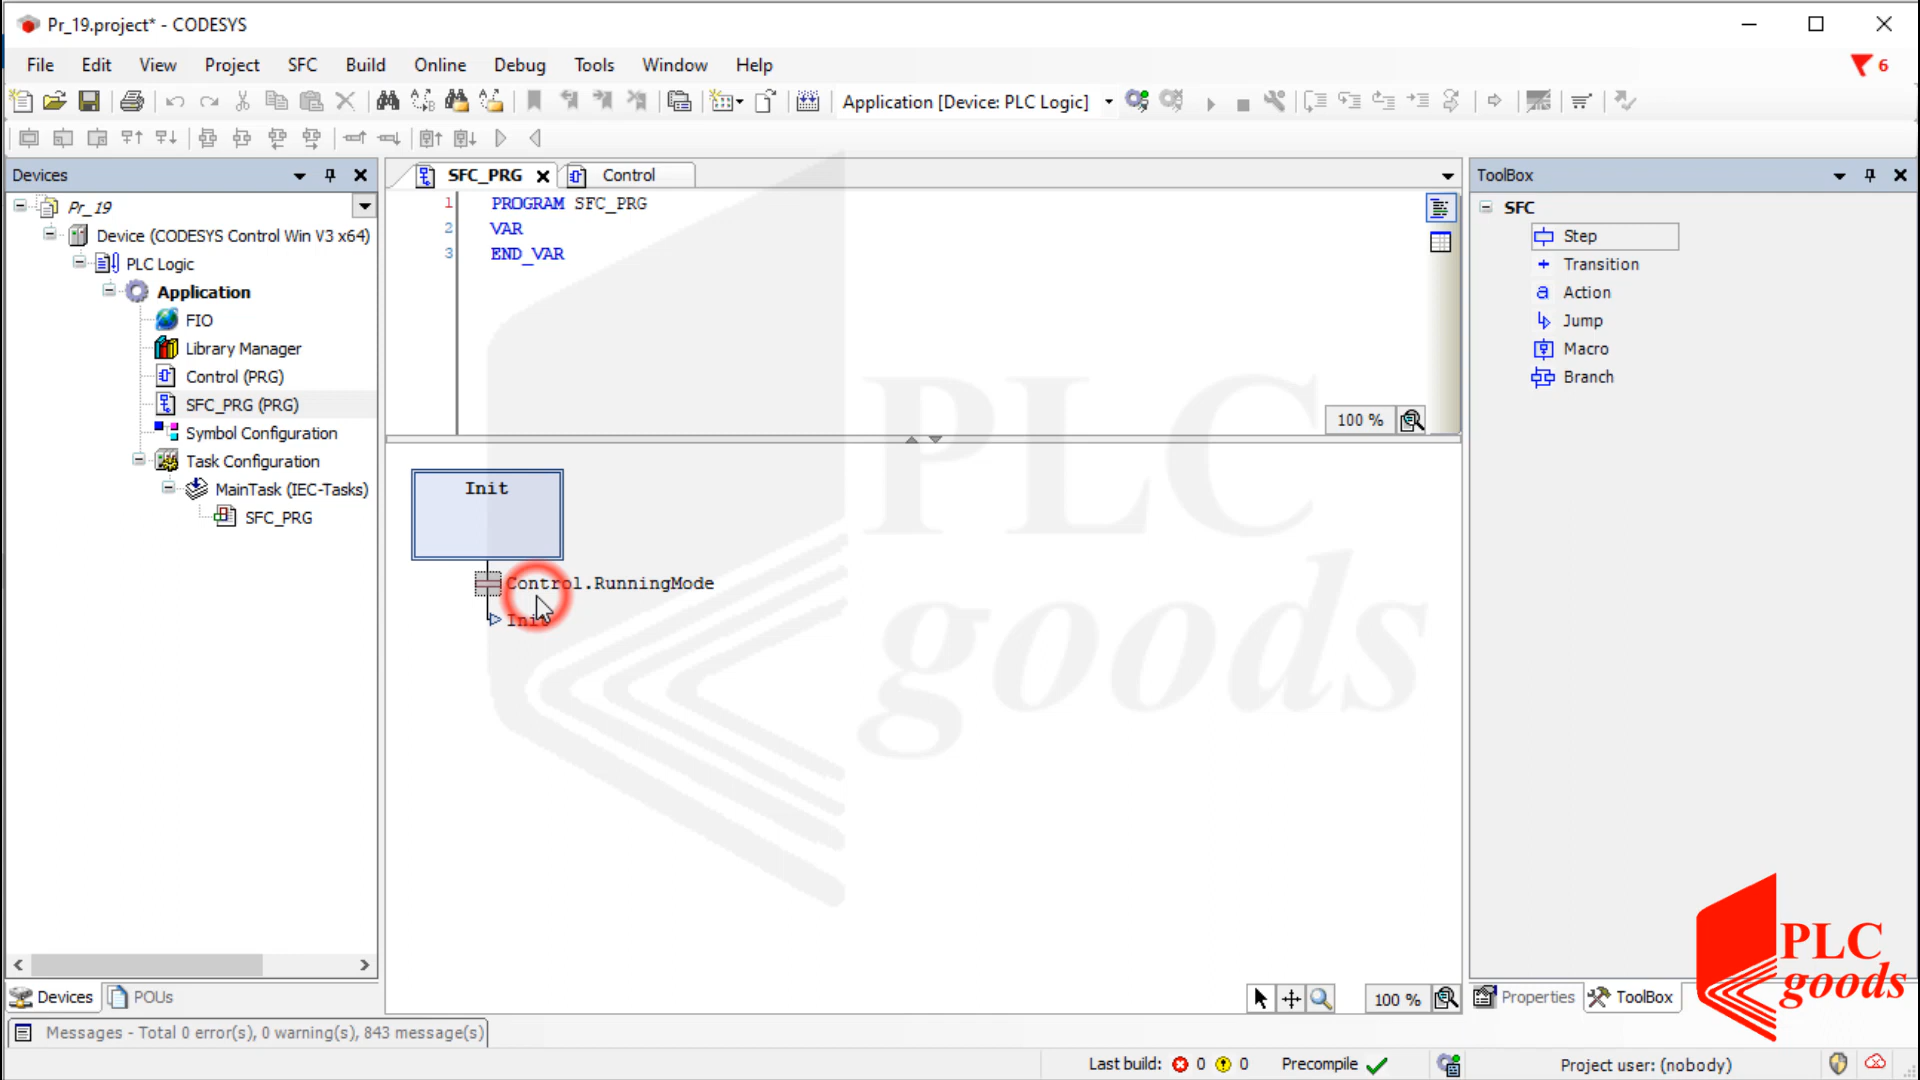 Pr_19.project* - CODESYS
File Edit View Project SFC Build Online Debug Tools Window Help
6
Application [Device: PLC Logic]
Devices
SFC_PRG
Control
ToolBox
Pr_19
Device (CODESYS Control Win V3 x64)
PLC Logic
Application
FIO
Library Manager
Control (PRG)
SFC_PRG (PRG)
Symbol Configuration
Task Configuration
MainTask (IEC-Tasks)
SFC_PRG
1 PROGRAM SFC_PRG
2 VAR
3 END_VAR
100 %
Init
Control.RunningMode
Init
PLC
goods
SFC
Step
Transition
Action
Jump
Macro
Branch
PLC
goods
100 %
Devices POUs
Properties ToolBox
Messages - Total 0 error(s), 0 warning(s), 843 message(s)
Last build: 0 0 Precompile Project user: (nobody)